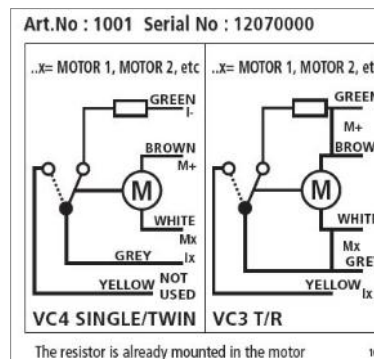 Art.No : 1001 Serial No : 12070000
..x= MOTOR 1, MOTOR 2, etc
GREEN
I-
BROWN
M+
M
WHITE
Mx
GREY
Ix
YELLOW NOT USED
VC4 SINGLE/TWIN
..x= MOTOR 1, MOTOR 2, et
GREEN
M+
BROW
M
WHITE
Mx
GRE
YELLOW Ix
VC3 T/R
The resistor is already mounted in the motor